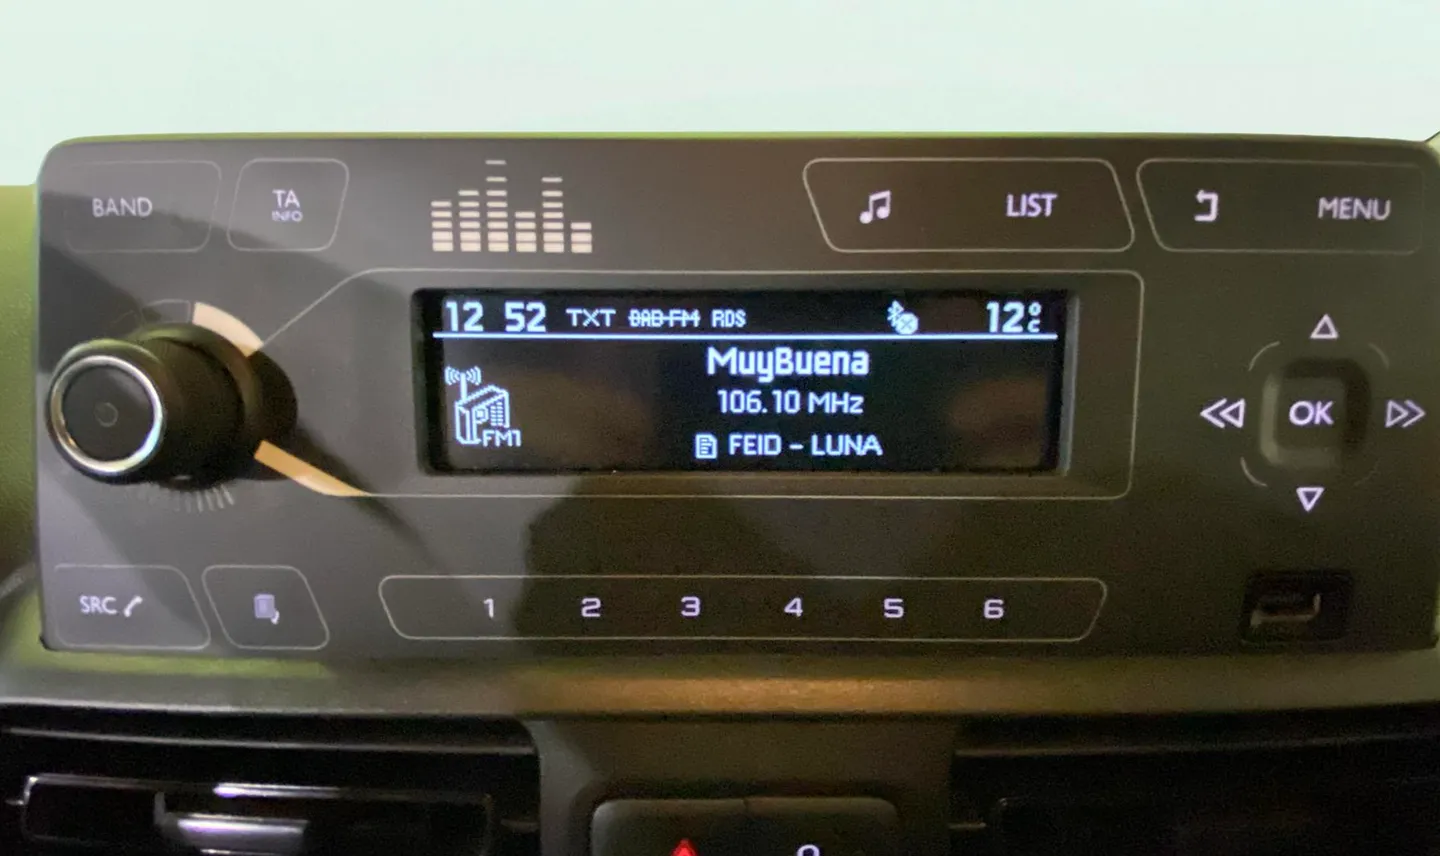 BAND
TA
INFO
LIST
MENU
12 52 TXT DAB-FM RDS 12°C
MuyBuena
106.10 MHz
FM1
FEID - LUNA
OK
SRC
1 2 3 4 5 6